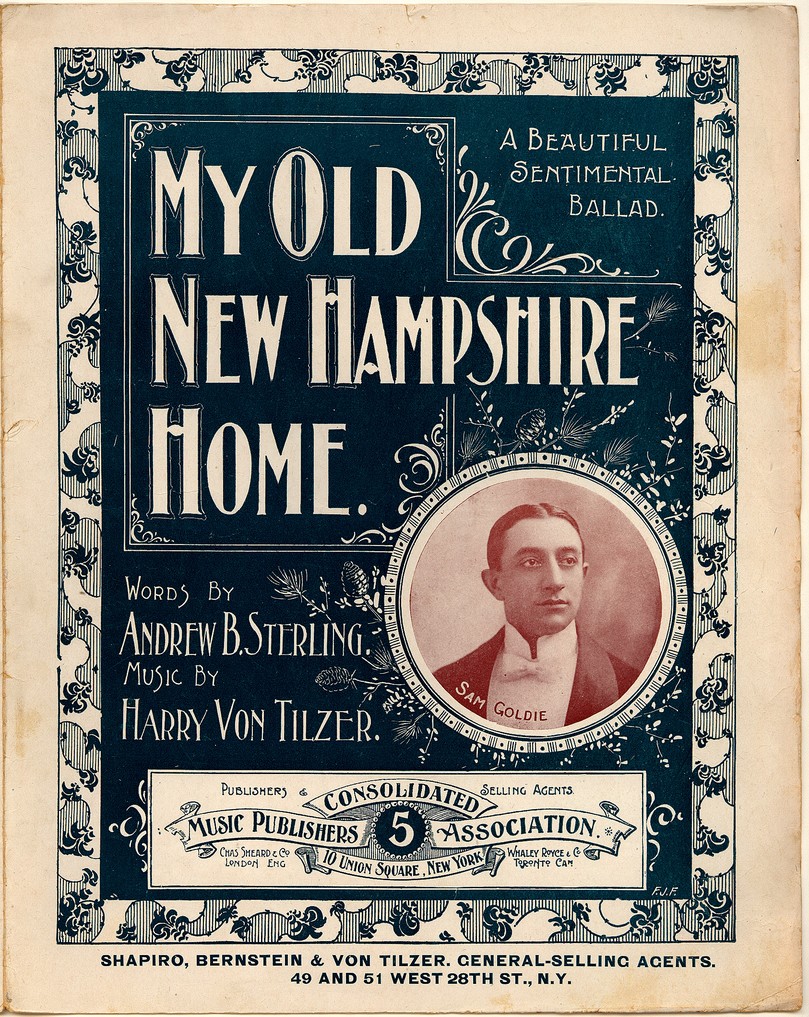 MY OLD
NEW HAMPSHIRE
HOME.
A BEAUTIFUL
SENTIMENTAL
BALLAD.
WORDS BY
ANDREW B. STERLING.
MUSIC BY
HARRY VON TILZER.
SAM GOLDIE
PUBLISHERS & SELLING AGENTS.
CONSOLIDATED
MUSIC PUBLISHERS 5 ASSOCIATION.
CHAS SHEARD & CO
LONDON ENG
10 UNION SQUARE, NEW YORK
WHALEY ROYCE & CO
TORONTO CAN
F.J.F.
SHAPIRO, BERNSTEIN & VON TILZER. GENERAL-SELLING AGENTS.
49 AND 51 WEST 28TH ST., N.Y.